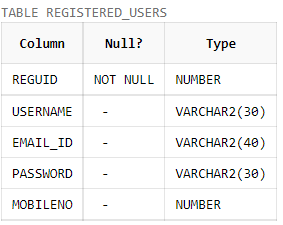 TABLE REGISTERED_USERS
Column Null? Type
REGUID NOT NULL NUMBER
USERNAME - VARCHAR2(30)
EMAIL_ID - VARCHAR2(40)
PASSWORD - VARCHAR2(30)
MOBILENO - NUMBER